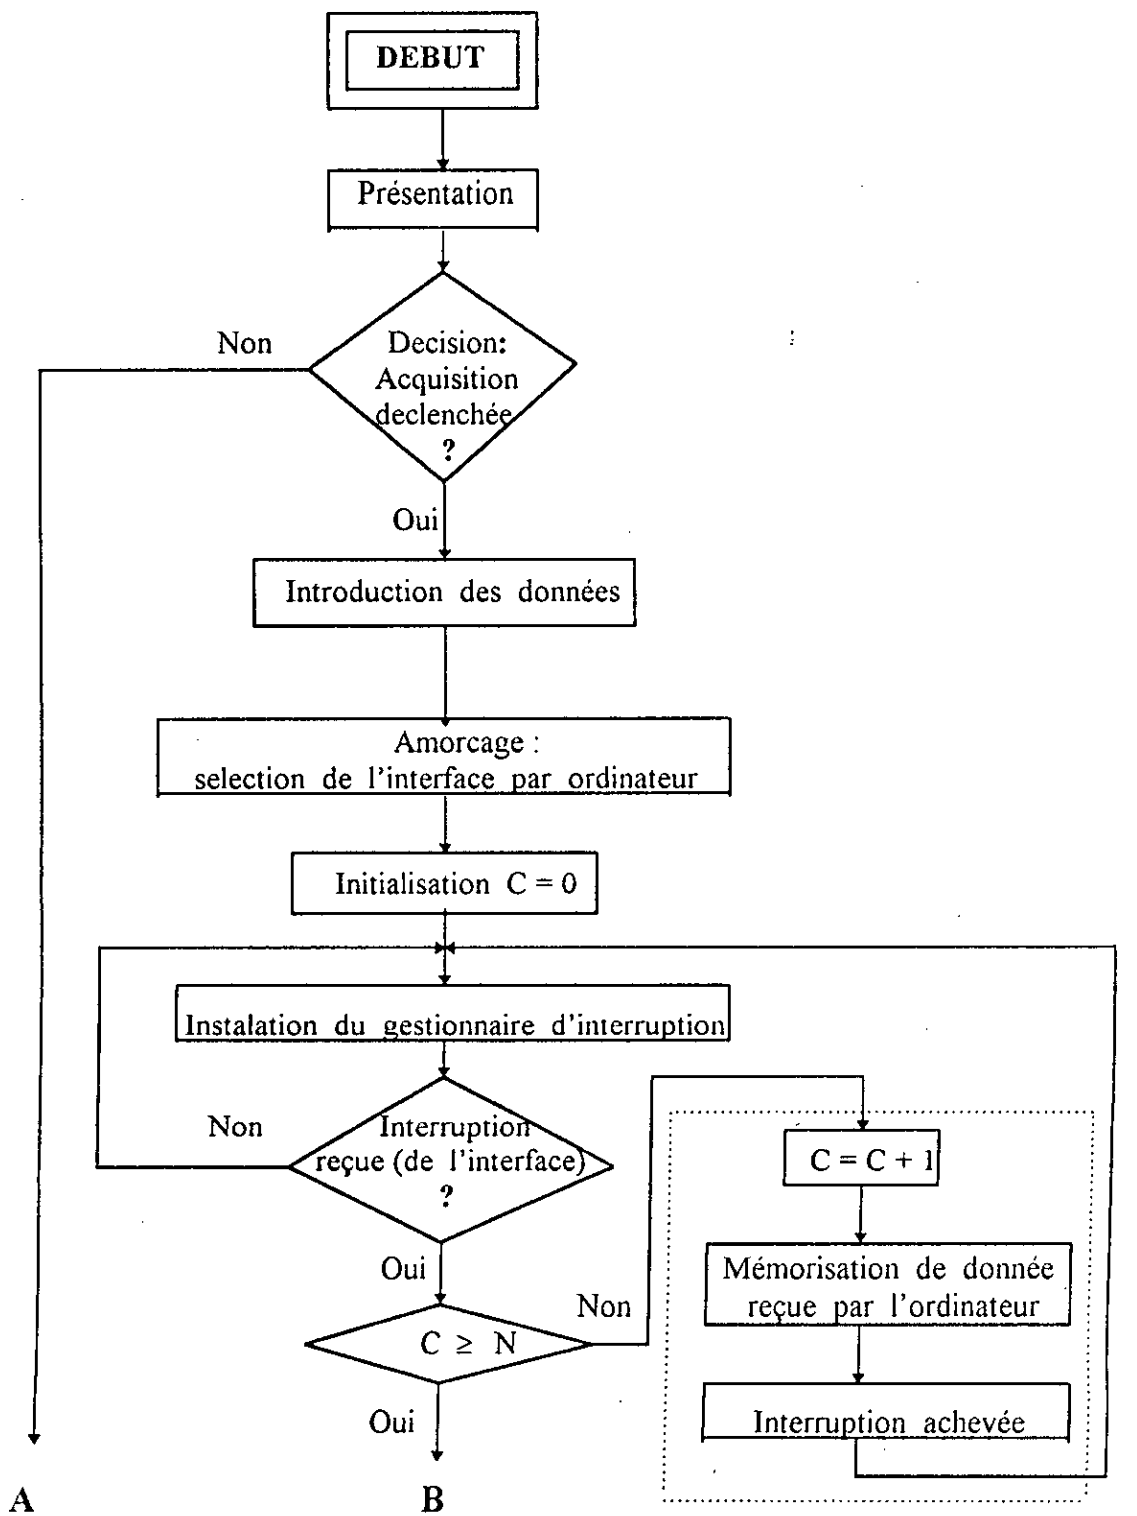 DEBUT
Présentation
Non
Decision:
Acquisition
declenchée
?
Oui
Introduction des données
Amorcage :
selection de l'interface par ordinateur
Initialisation C = 0
Instalation du gestionnaire d'interruption
Non
Interruption
reçue (de l'interface)
?
Oui
C ≥ N
Non
C = C + 1
Mémorisation de donnée
reçue par l'ordinateur
Interruption achevée
Oui
A
B